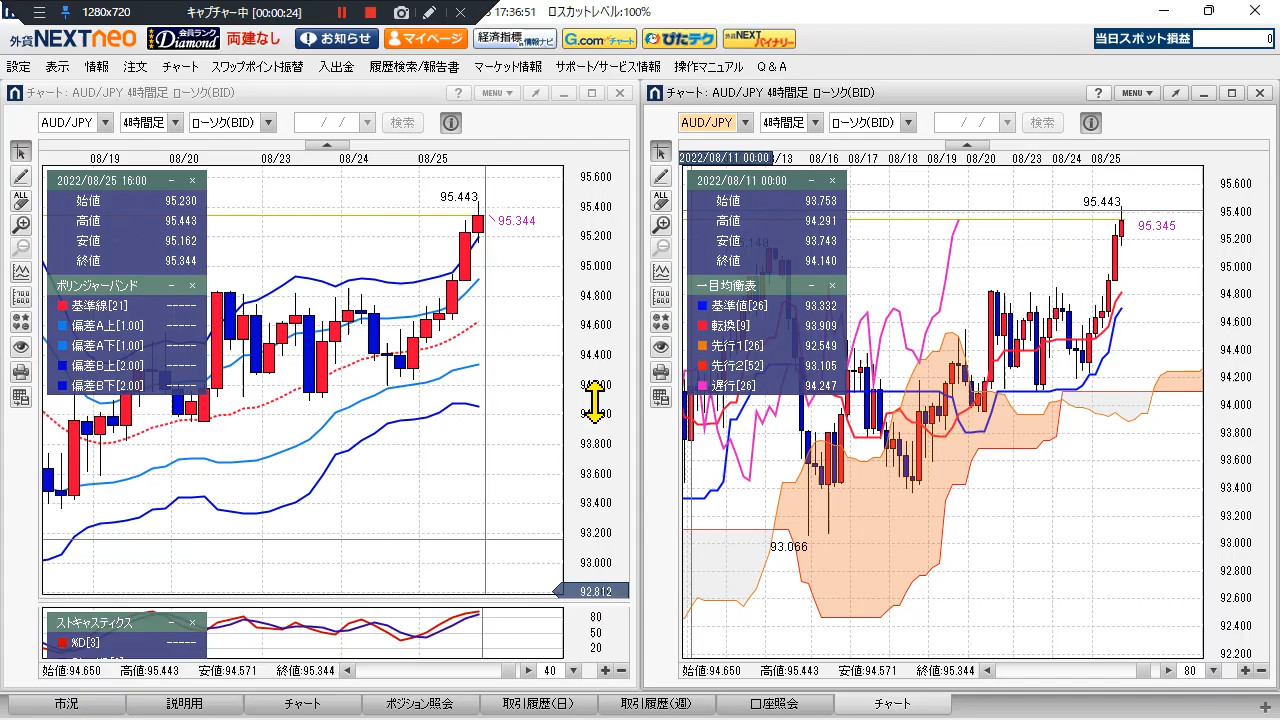 1280x720 キャプチャー中 [00:00:24] 17:36:51 ロスカットレベル:100%
外貨NEXTneo 会員ランク Diamond 両建なし お知らせ マイページ 経済指標 情報ナビ G.comチャート ぴたテク 外貨NEXTバイナリー 当日スポット損益 0
設定 表示 情報 注文 チャート スワップポイント振替 入出金 履歴検索/報告書 マーケット情報 サポート/サービス情報 操作マニュアル Q&A
チャート: AUD/JPY 4時間足 ローソク(BID) ? MENU
AUD/JPY 4時間足 ローソク(BID) / / 検索
ALL
08/19 08/20 08/23 08/24 08/25
2022/08/25 16:00
始値 95.230
高値 95.443
安値 95.162
終値 95.344
ボリンジャーバンド
基準線[21] -----
偏差A上[1.00] -----
偏差A下[1.00] -----
偏差B上[2.00] -----
偏差B下[2.00] -----
95.443
95.344
95.600
95.400
95.200
95.000
94.800
94.600
94.400
94.000
93.800
93.600
93.400
93.200
93.000
92.812
ストキャスティクス
%D[3] -----
80
50
20
始値:94.650 高値:95.443 安値:94.571 終値:95.344 40
チャート: AUD/JPY 4時間足 ローソク(BID) ? MENU
AUD/JPY 4時間足 ローソク(BID) / / 検索
ALL
2022/08/11 00:00 /13 08/16 08/17 08/18 08/19 08/20 08/23 08/24 08/25
2022/08/11 00:00
始値 93.753
高値 94.291
安値 93.743
終値 94.140
一目均衡表
基準値[26] 93.332
転換[9] 93.909
先行1[26] 92.549
先行2[52] 93.105
遅行[26] 94.247
95.443
95.345
93.066
95.600
95.400
95.200
95.000
94.800
94.600
94.400
94.200
94.000
93.800
93.600
93.400
93.200
93.000
92.800
92.600
92.400
92.200
始値:94.650 高値:95.443 安値:94.571 終値:95.344 80
市況 説明用 チャート ポジション照会 取引履歴(日) 取引履歴(週) 口座照会 チャート